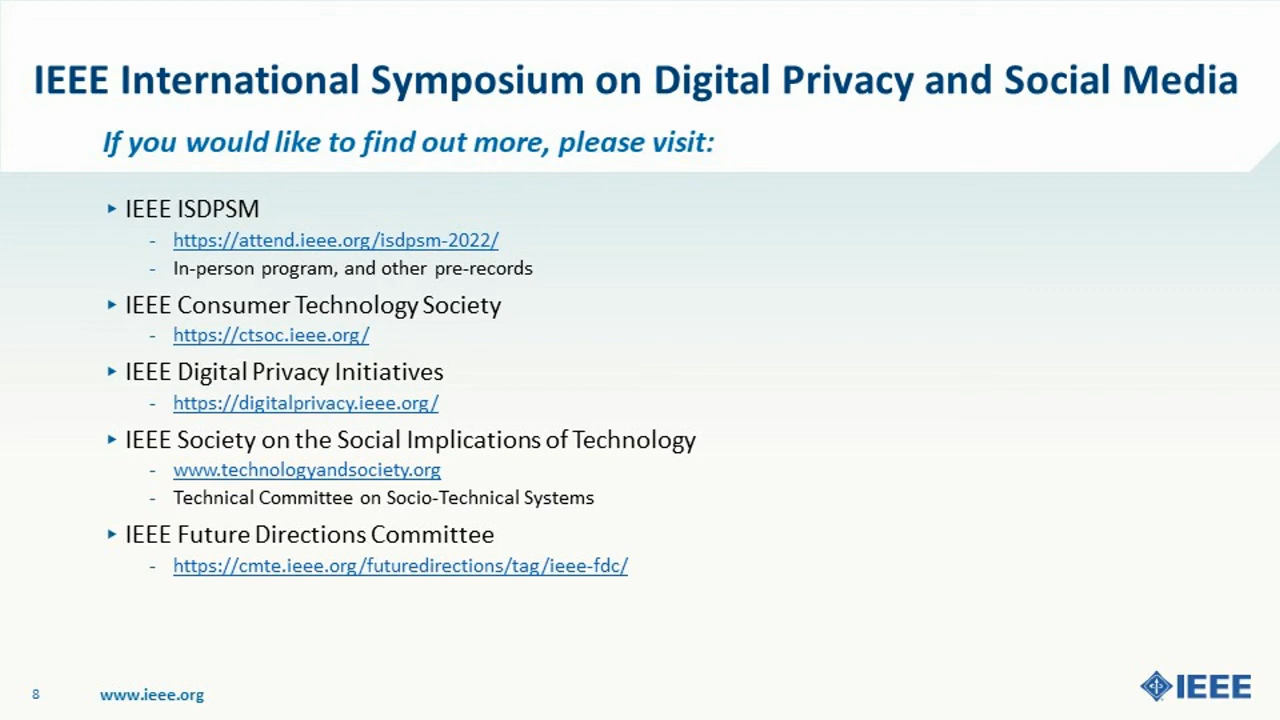 IEEE International Symposium on Digital Privacy and Social Media
If you would like to find out more, please visit:
▸ IEEE ISDPSM
- https://attend.ieee.org/isdpsm-2022/
- In-person program, and other pre-records
▸ IEEE Consumer Technology Society
- https://ctsoc.ieee.org/
▸ IEEE Digital Privacy Initiatives
- https://digitalprivacy.ieee.org/
▸ IEEE Society on the Social Implications of Technology
- www.technologyandsociety.org
- Technical Committee on Socio-Technical Systems
▸ IEEE Future Directions Committee
- https://cmte.ieee.org/futuredirections/tag/ieee-fdc/
8 www.ieee.org
IEEE